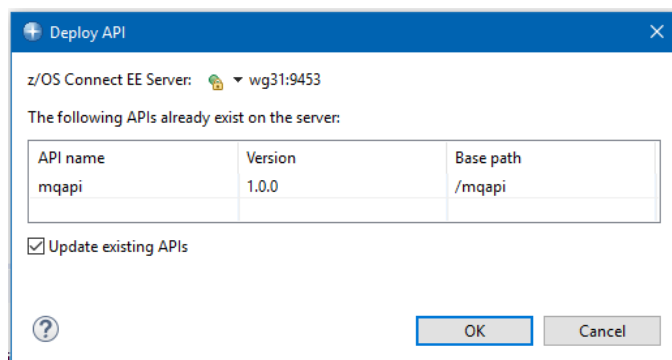 Deploy API
z/OS Connect EE Server: wg31:9453
The following APIs already exist on the server:
API name Version Base path
mqapi 1.0.0 /mqapi
Update existing APIs
? OK Cancel